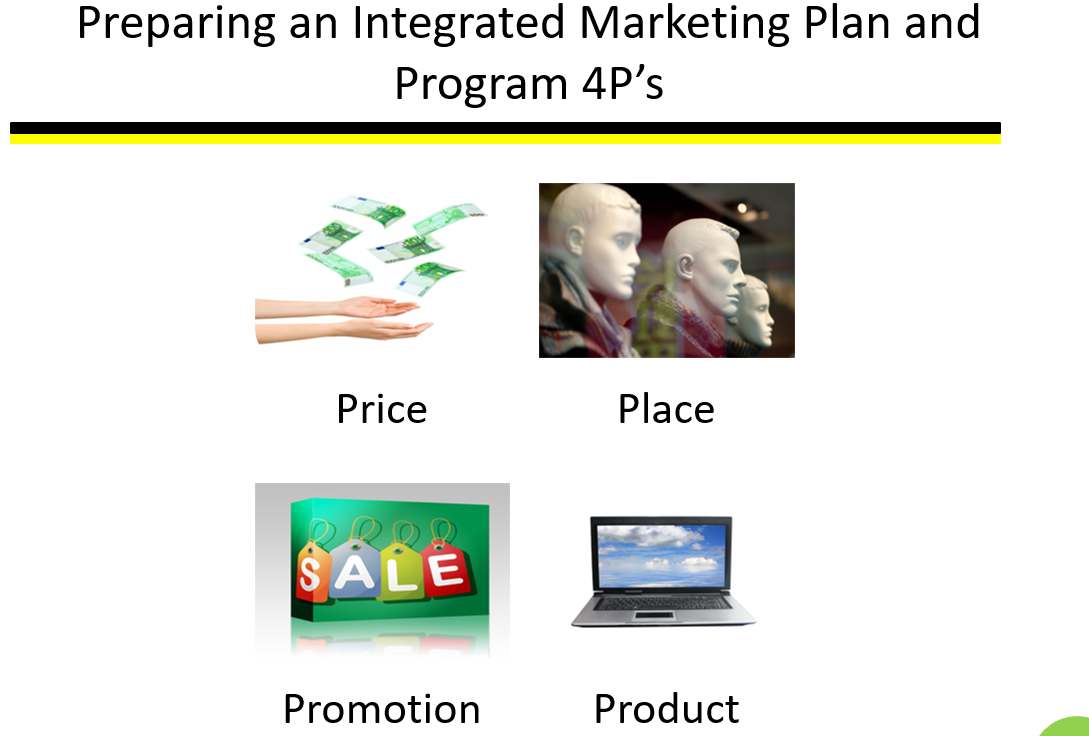 Preparing an Integrated Marketing Plan and
Program 4P’s
Price
Place
SALE
Promotion
Product